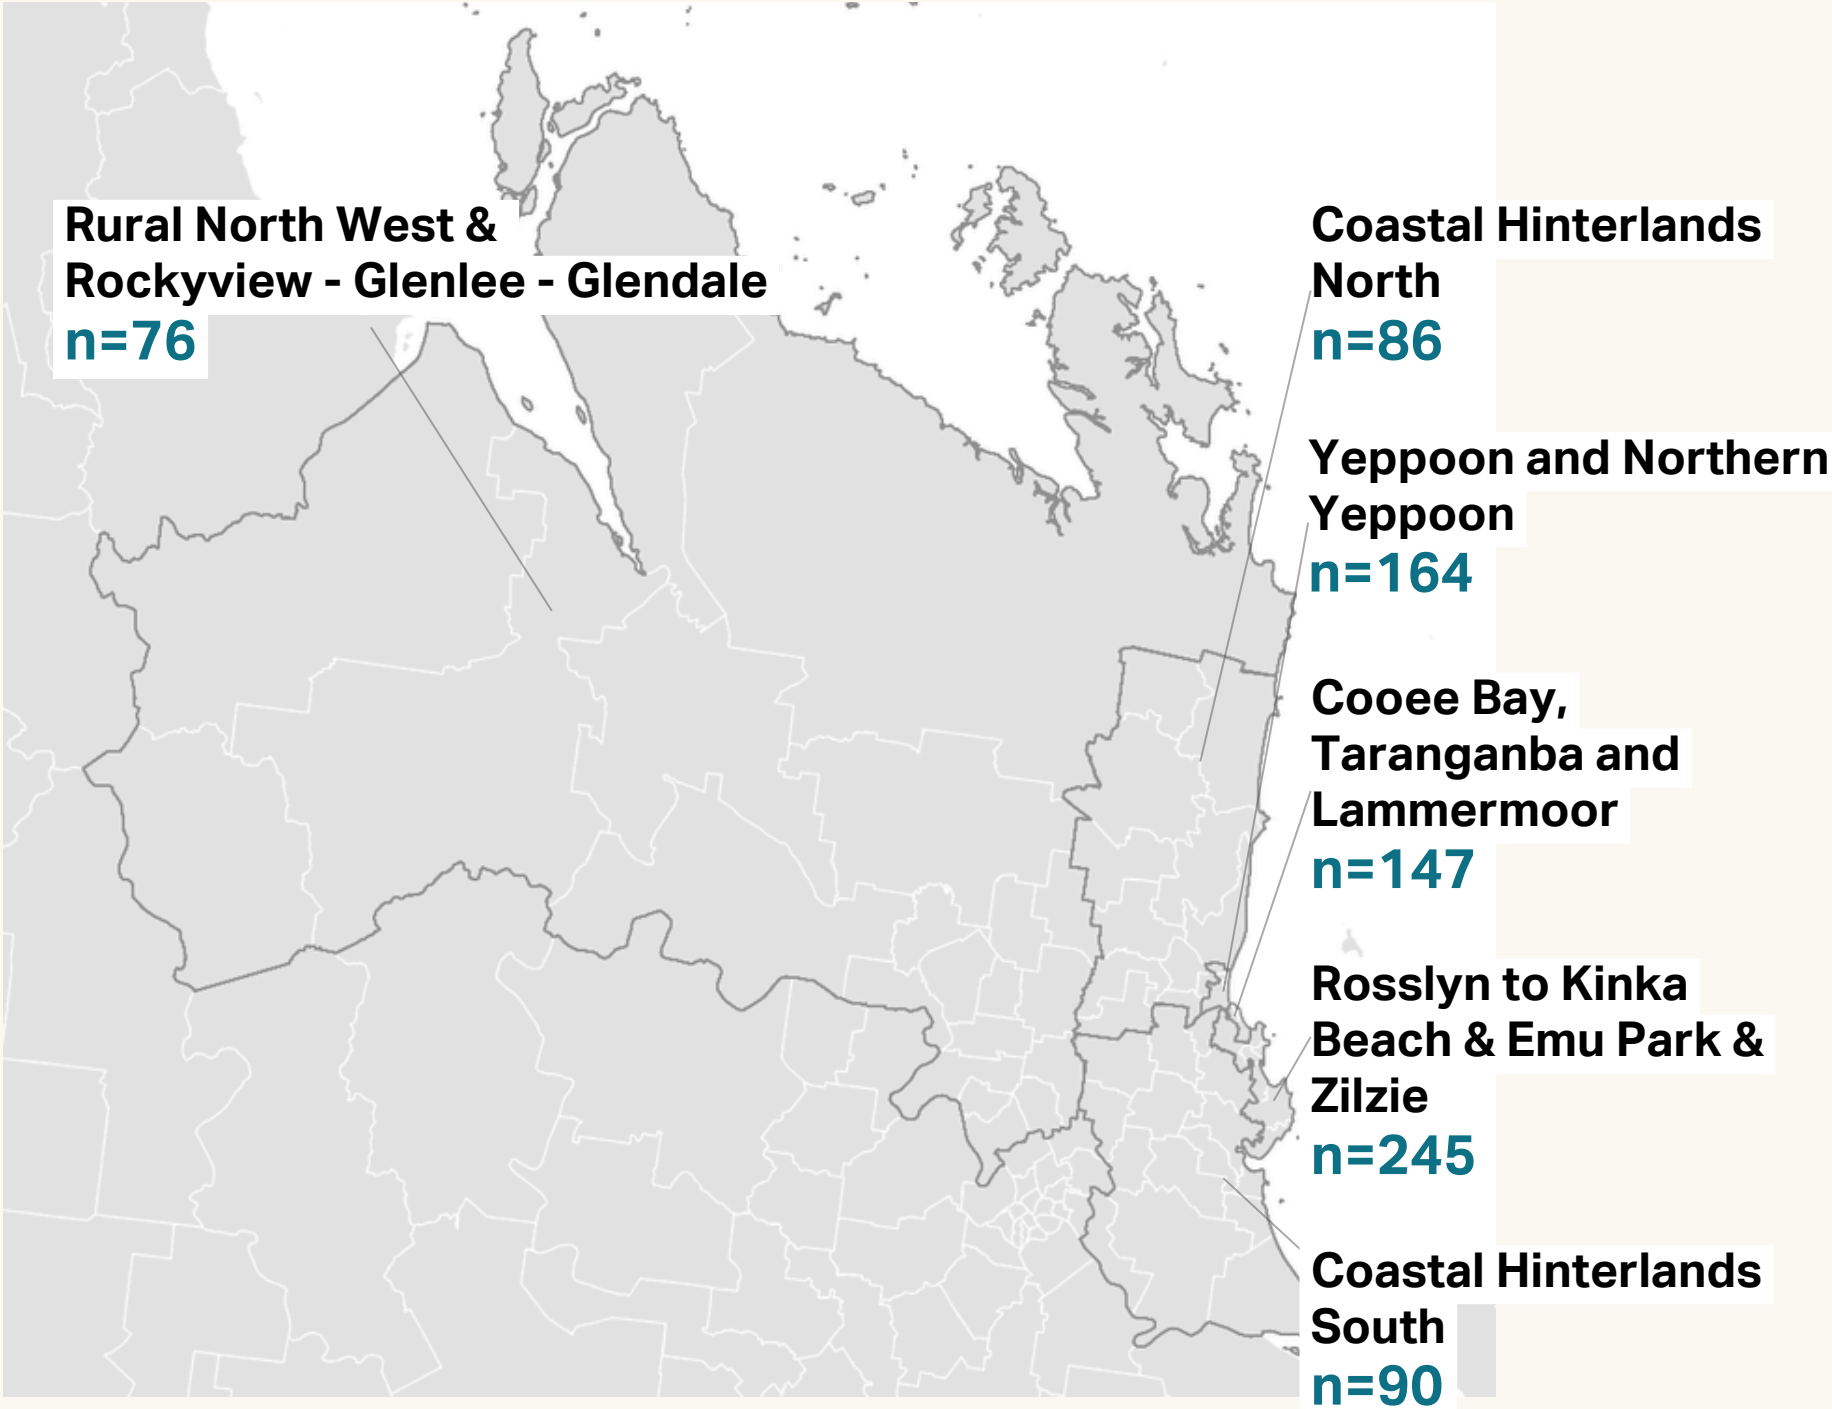 Rural North West &
Rockyview - Glenlee - Glendale
n=76
Coastal Hinterlands
North
n=86
Yeppoon and Northern
Yeppoon
n=164
Cooee Bay,
Taranganba and
Lammermoor
n=147
Rosslyn to Kinka
Beach & Emu Park &
Zilzie
n=245
Coastal Hinterlands
South
n=90